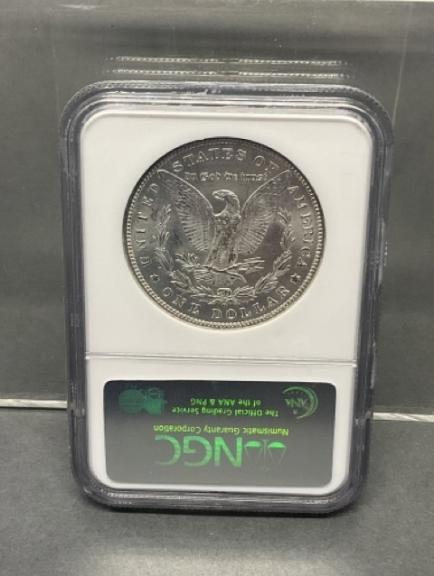 UNITED STATES OF AMERICA
In God we trust
ONE DOLLAR
NGC
Numismatic Guaranty Corporation
The Official Grading Service
of the ANA & PNG
ANA